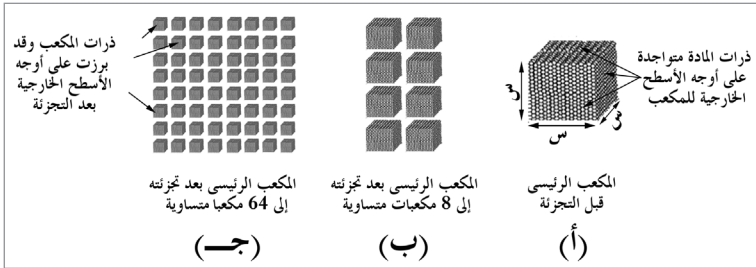 ذرات المكعب وقد
برزت على أوجه
الأسطح الخارجية
بعد التجزئة
ذرات المادة متواجدة
على أوجه الأسطح
الخارجية للمكعب
س
س
س
المكعب الرئيسى
قبل التجزئة
(أ)
المكعب الرئيسى بعد تجزئته
إلى 8 مكعبات متساوية
(ب)
المكعب الرئيسى بعد تجزئته
إلى 64 مكعبا متساوية
(جـ)